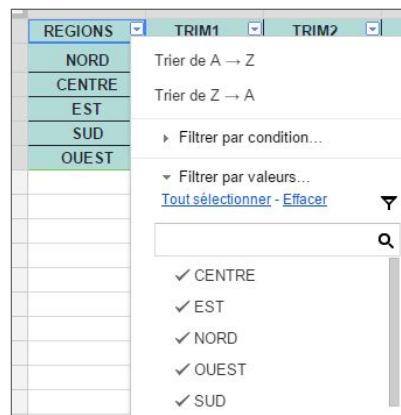 REGIONS TRIM1 TRIM2
NORD
CENTRE
EST
SUD
OUEST
Trier de A → Z
Trier de Z → A
Filtrer par condition...
Filtrer par valeurs...
Tout sélectionner - Effacer
CENTRE
EST
NORD
OUEST
SUD